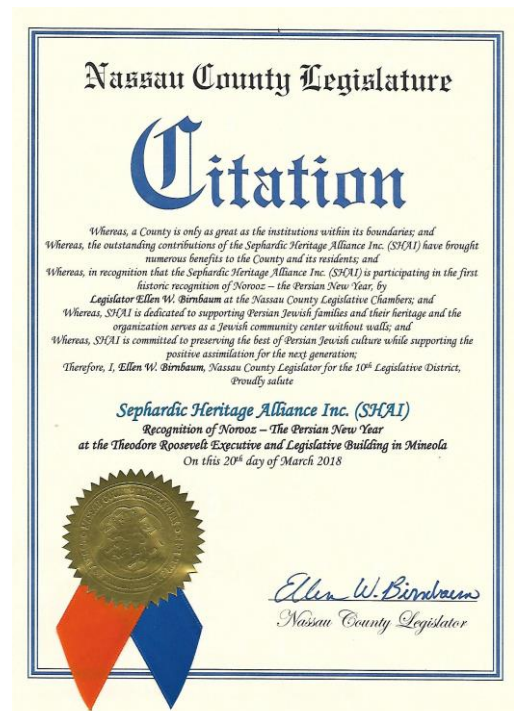 Nassau County Legislature
Citation
Whereas, a County is only as great as the institutions within its boundaries; and
Whereas, the outstanding contributions of the Sephardic Heritage Alliance Inc. (SHAI) have brought
numerous benefits to the County and its residents; and
Whereas, in recognition that the Sephardic Heritage Alliance Inc. (SHAI) is participating in the first
historic recognition of Norooz – the Persian New Year, by
Legislator Ellen W. Birnbaum at the Nassau County Legislative Chambers; and
Whereas, SHAI is dedicated to supporting Persian Jewish families and their heritage and the
organization serves as a Jewish community center without walls; and
Whereas, SHAI is committed to preserving the best of Persian Jewish culture while supporting the
positive assimilation for the next generation;
Therefore, I, Ellen W. Birnbaum, Nassau County Legislator for the 10th Legislative District,
Proudly salute
Sephardic Heritage Alliance Inc. (SHAI)
Recognition of Norooz – The Persian New Year
at the Theodore Roosevelt Executive and Legislative Building in Mineola
On this 20th day of March 2018
Ellen W. Birnbaum
Nassau County Legislator